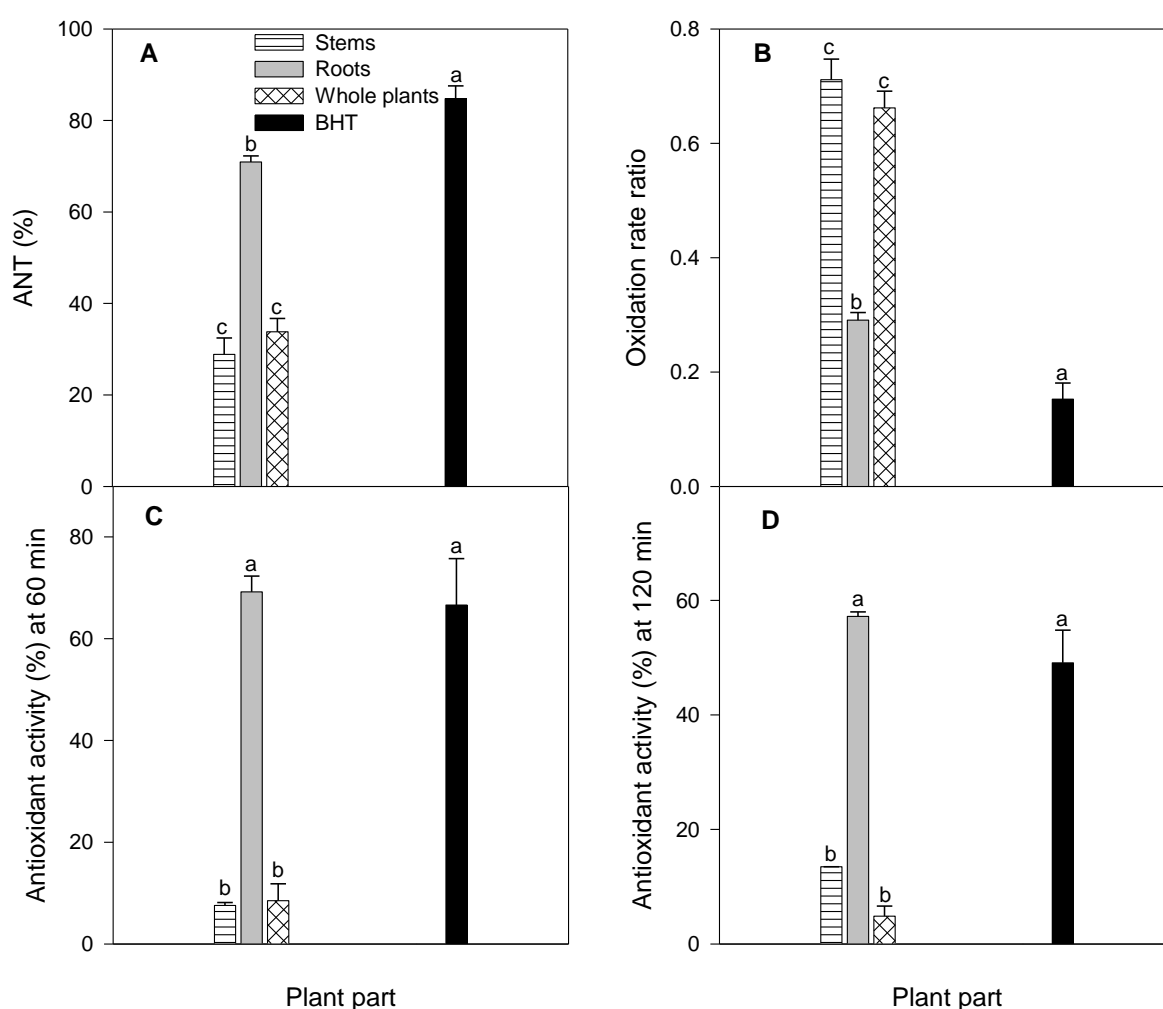 A
Stems
Roots
Whole plants
BHT
ANT (%)
100
80
60
40
20
0
c
b
c
a
B
Oxidation rate ratio
0.8
0.6
0.4
0.2
0.0
c
b
c
a
C
Antioxidant activity (%) at 60 min
80
60
40
20
0
b
a
b
a
Plant part
D
Antioxidant activity (%) at 120 min
60
40
20
0
b
a
b
a
Plant part